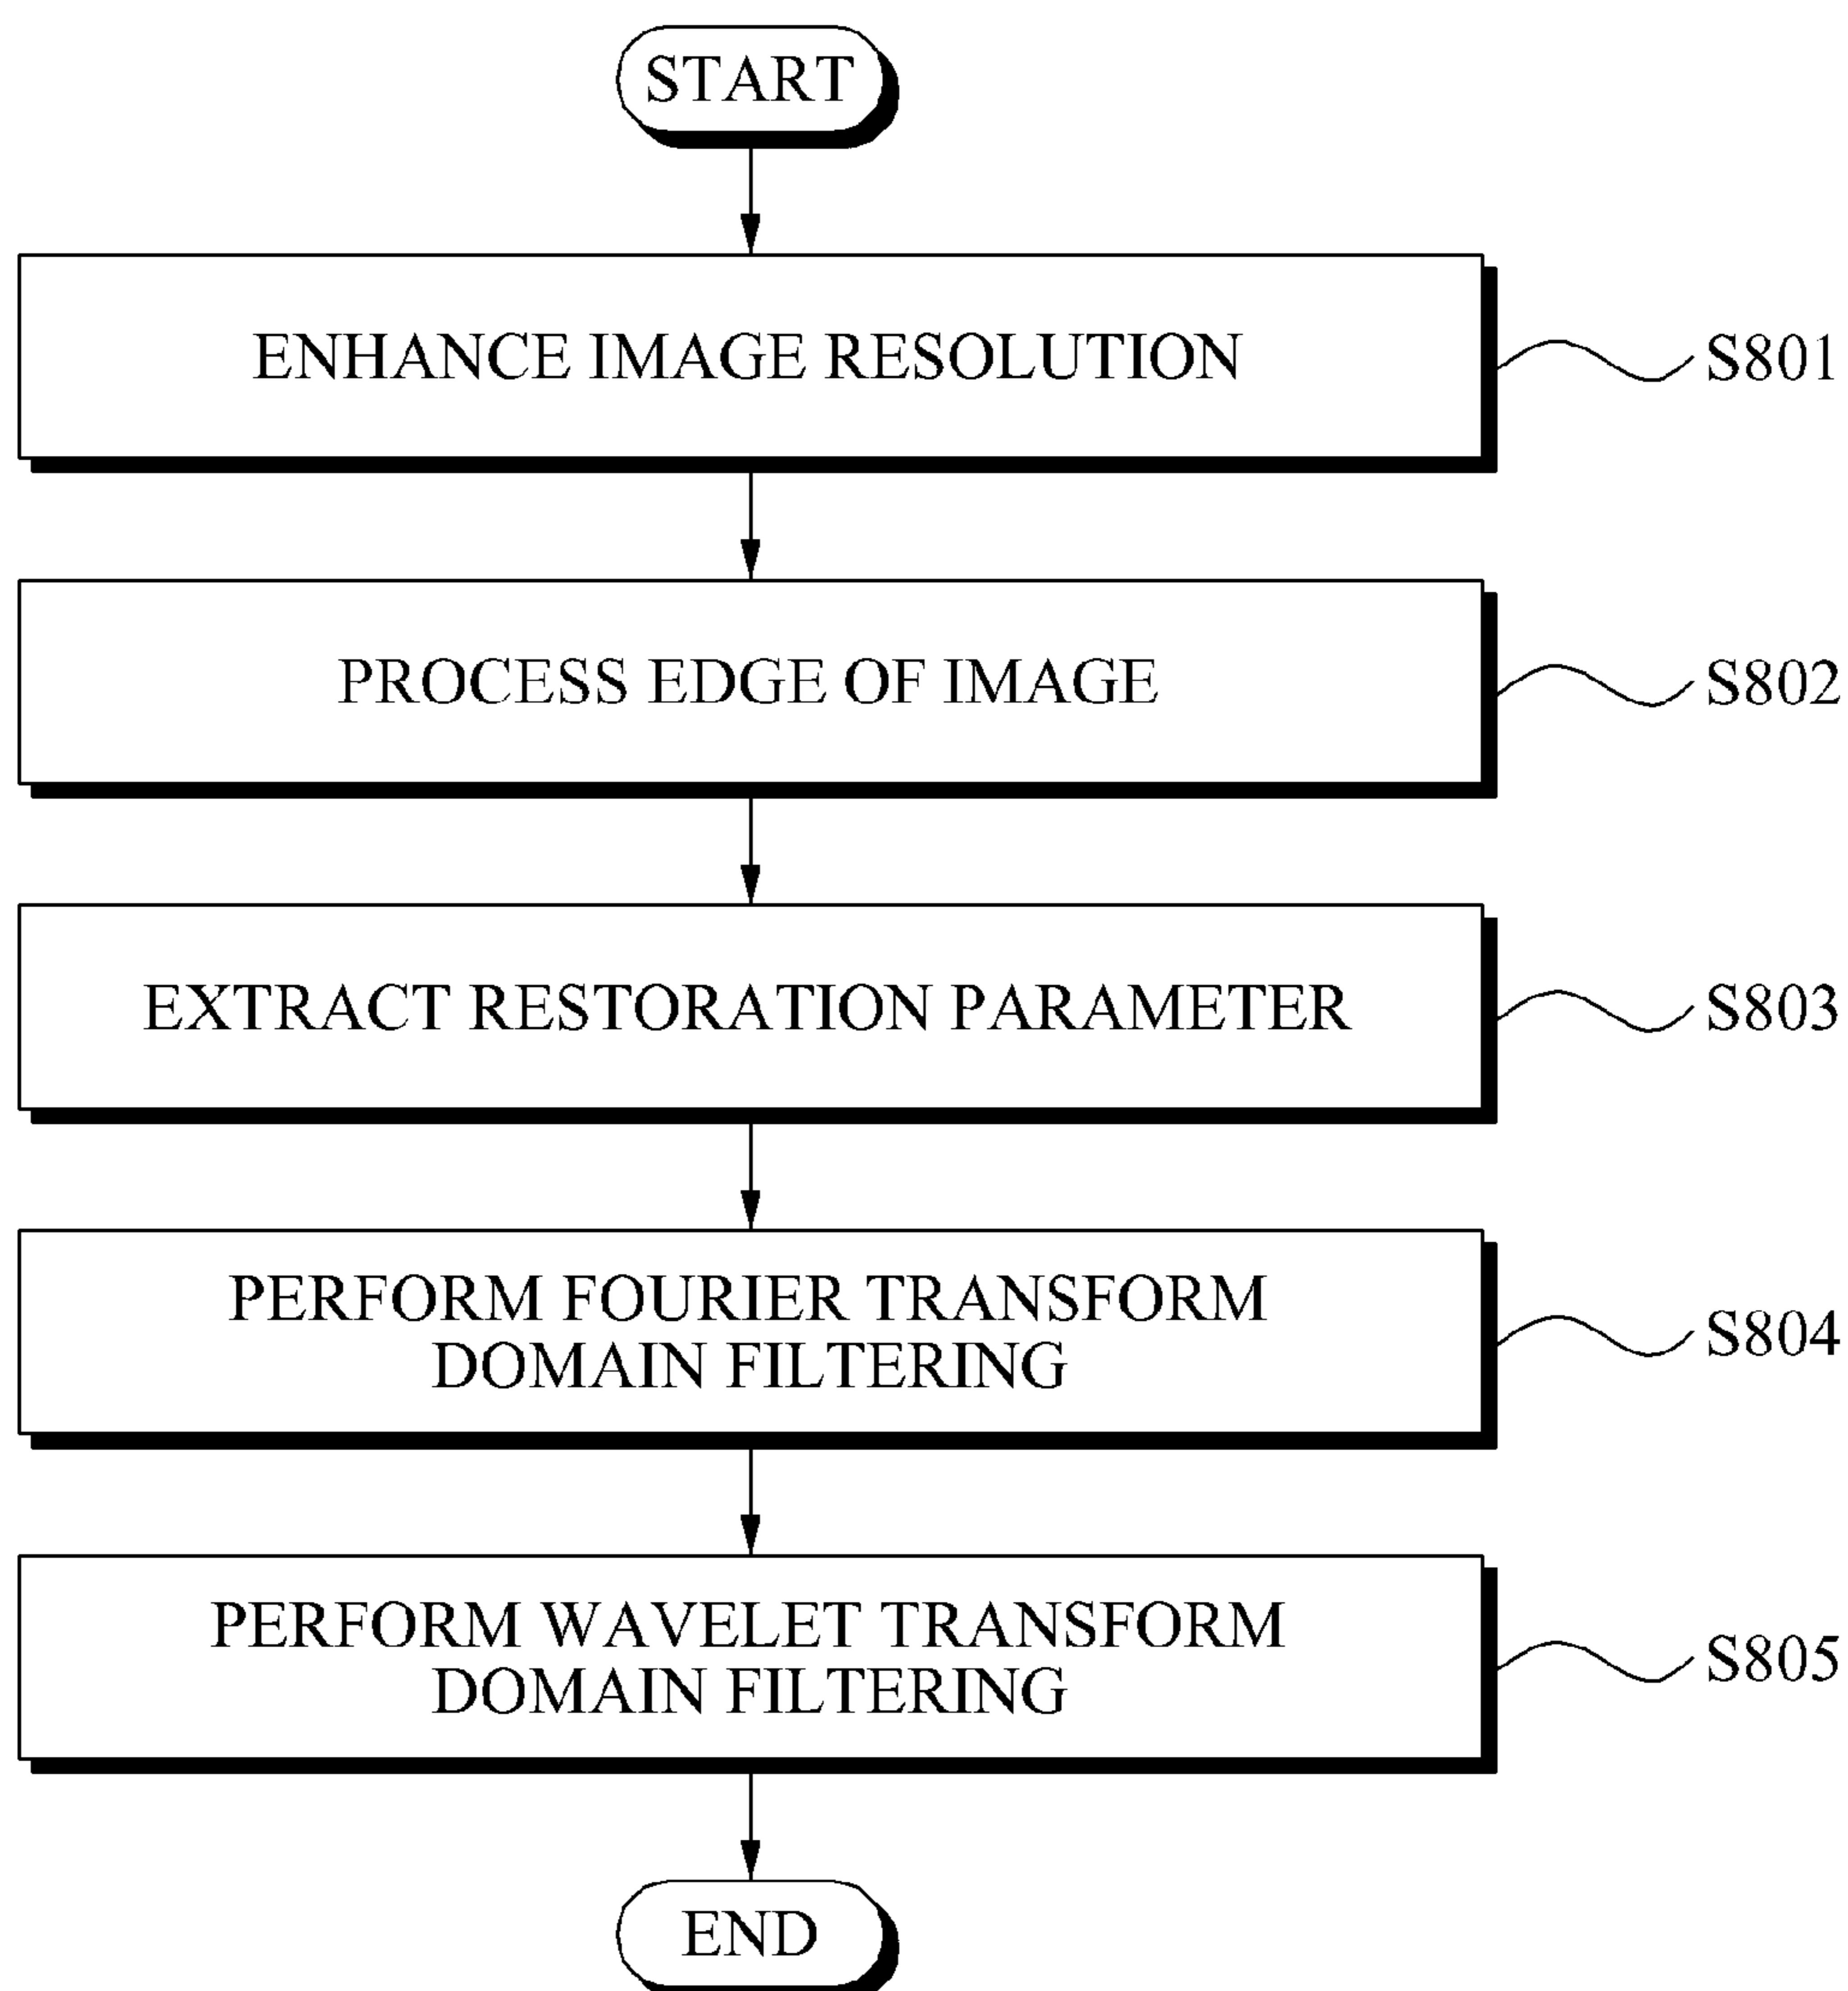 START
ENHANCE IMAGE RESOLUTION
S801
PROCESS EDGE OF IMAGE
S802
EXTRACT RESTORATION PARAMETER
S803
PERFORM FOURIER TRANSFORM
DOMAIN FILTERING
S804
PERFORM WAVELET TRANSFORM
DOMAIN FILTERING
S805
END